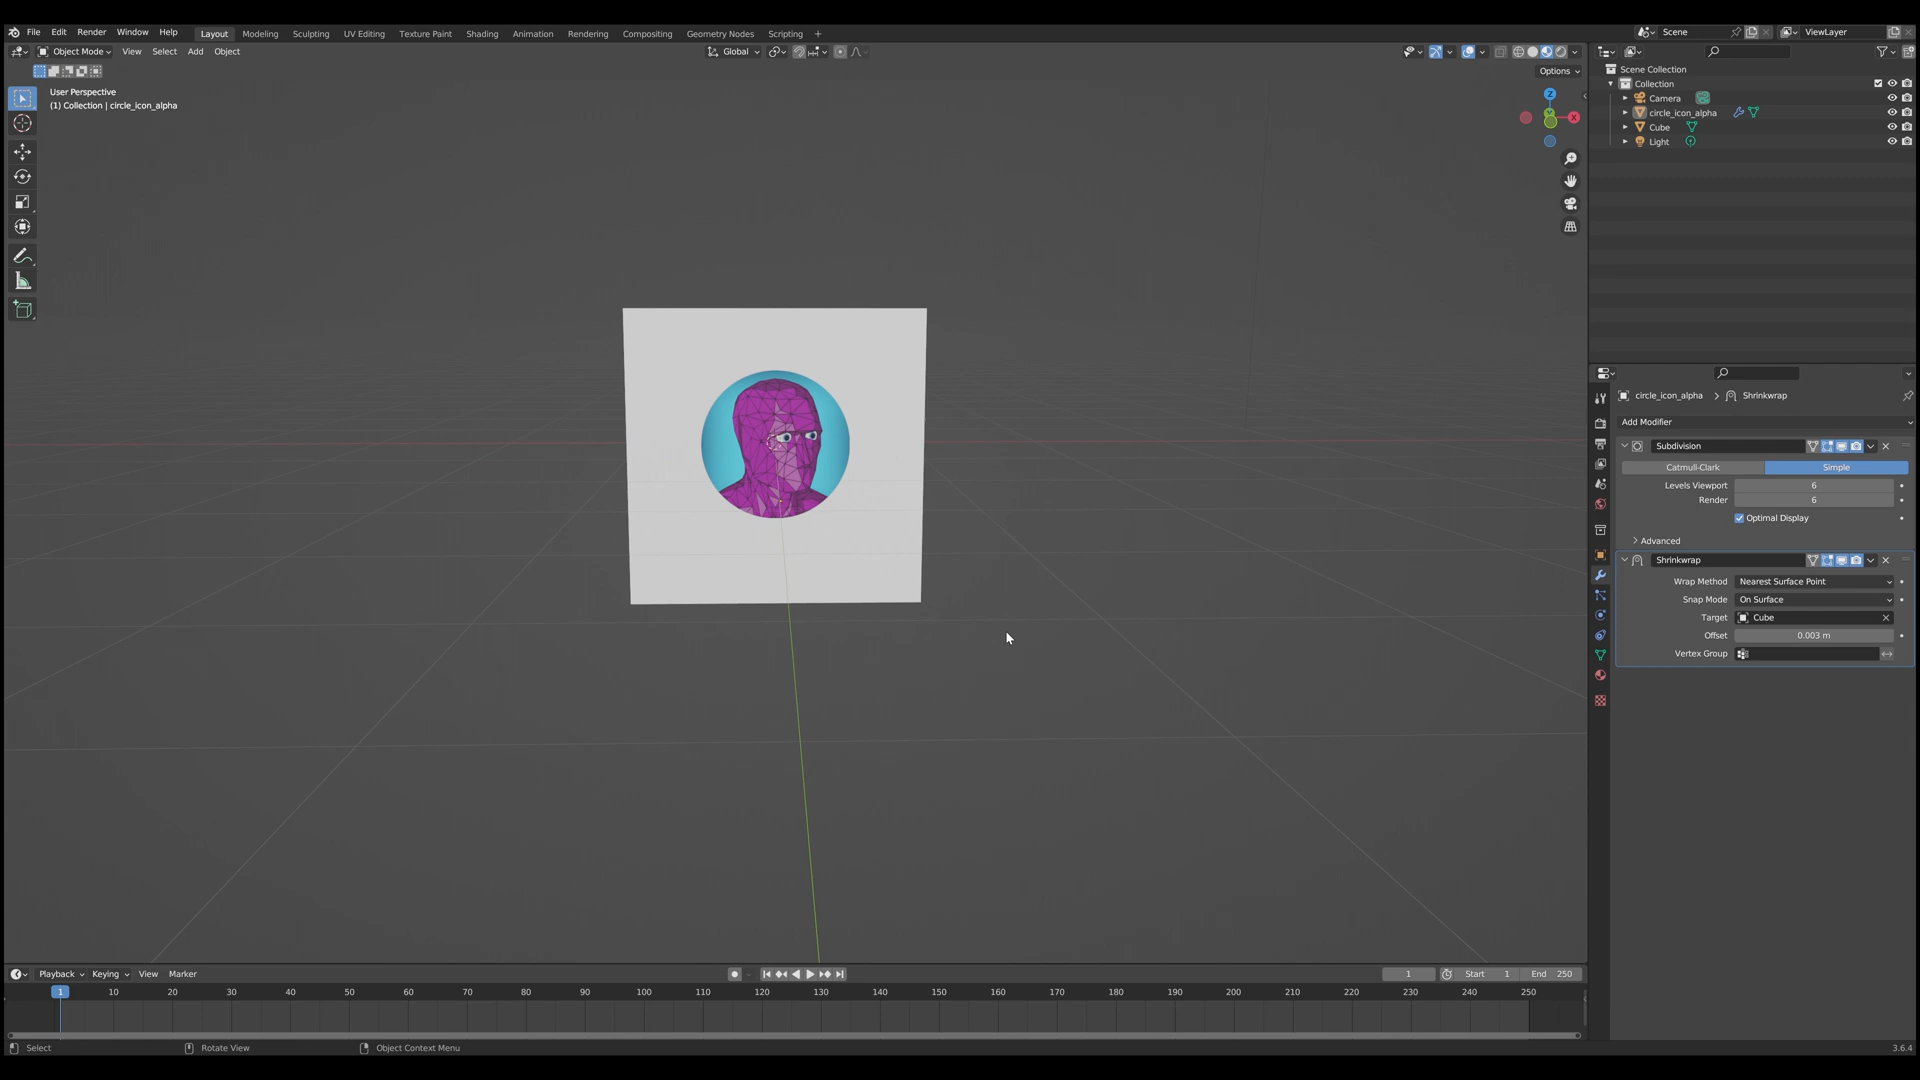 File Edit Render Window Help Layout Modeling Sculpting UV Editing Texture Paint Shading Animation Rendering Compositing Geometry Nodes Scripting + Scene ViewLayer
Object Mode View Select Add Object Global
Options
User Perspective
(1) Collection | circle_icon_alpha
Z
Y
X
Scene Collection
Collection
Camera
circle_icon_alpha
Cube
Light
circle_icon_alpha > Shrinkwrap
Add Modifier
Subdivision
Catmull-Clark Simple
Levels Viewport 6
Render 6
Optimal Display
Advanced
Shrinkwrap
Wrap Method Nearest Surface Point
Snap Mode On Surface
Target Cube
Offset 0.003 m
Vertex Group
Playback Keying View Marker 1 Start 1 End 250
1 10 20 30 40 50 60 70 80 90 100 110 120 130 140 150 160 170 180 190 200 210 220 230 240 250
Select Rotate View Object Context Menu 3.6.4